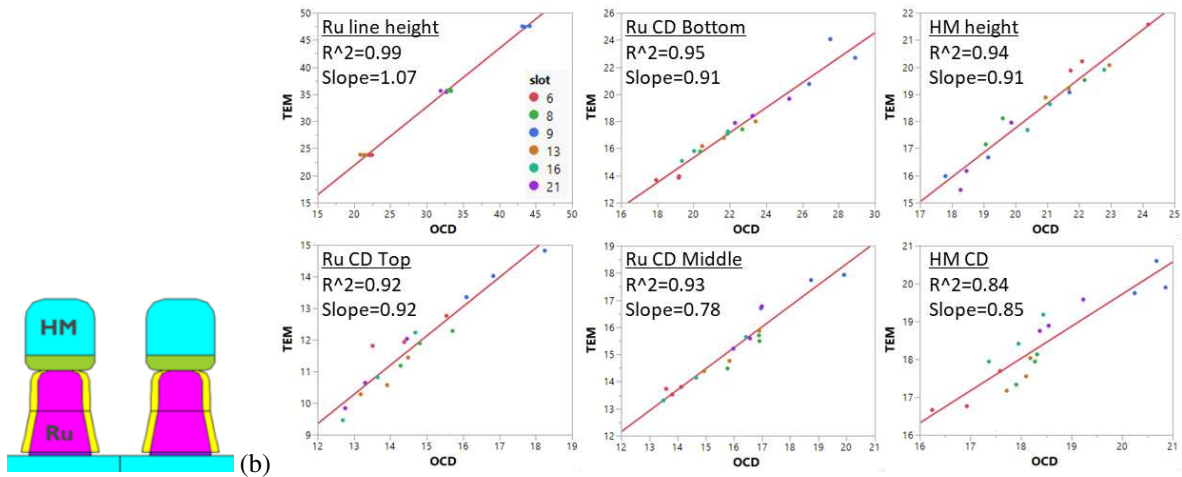 HM
Ru
(b)
Ru line height
R^2=0.99
Slope=1.07
50
45
40
35
30
25
20
15
TEM
slot
6
8
9
13
16
21
15 20 25 30 35 40 45 50
OCD
Ru CD Bottom
R^2=0.95
Slope=0.91
26
24
22
20
18
16
14
12
TEM
16 18 20 22 24 26 28 30
OCD
HM height
R^2=0.94
Slope=0.91
22
21
20
19
18
17
16
15
TEM
17 18 19 20 21 22 23 24 25
OCD
Ru CD Top
R^2=0.92
Slope=0.92
15
14
13
12
11
10
9
TEM
12 13 14 15 16 17 18 19
OCD
Ru CD Middle
R^2=0.93
Slope=0.78
19
18
17
16
15
14
13
12
TEM
12 13 14 15 16 17 18 19 20 21
OCD
HM CD
R^2=0.84
Slope=0.85
21
20
19
18
17
16
TEM
16 17 18 19 20 21
OCD